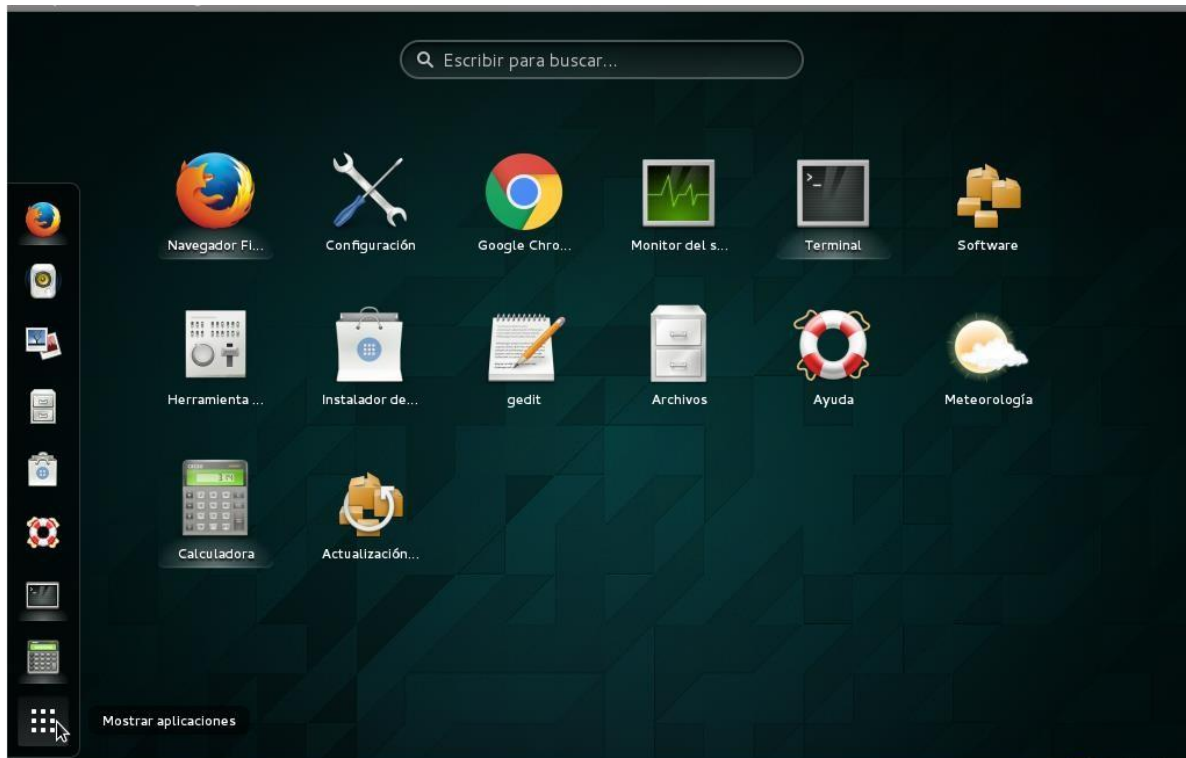 Escribir para buscar...
Navegador Fi...
Configuración
Google Chro...
Monitor del s...
Terminal
Software
Herramienta ...
Instalador de...
gedit
Archivos
Ayuda
Meteorología
Calculadora
Actualización...
Mostrar aplicaciones